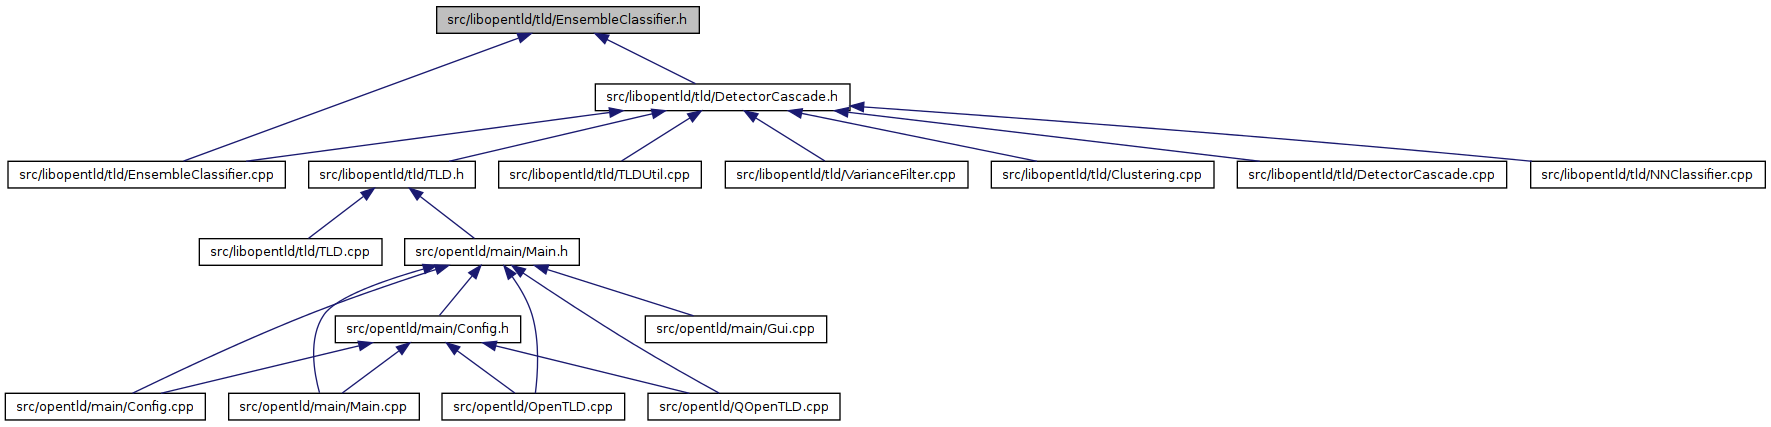 src/libopentld/tld/EnsembleClassifier.h
src/libopentld/tld/DetectorCascade.h
src/libopentld/tld/EnsembleClassifier.cpp
src/libopentld/tld/TLD.h
src/libopentld/tld/TLDUtil.cpp
src/libopentld/tld/VarianceFilter.cpp
src/libopentld/tld/Clustering.cpp
src/libopentld/tld/DetectorCascade.cpp
src/libopentld/tld/NNClassifier.cpp
src/libopentld/tld/TLD.cpp
src/opentld/main/Main.h
src/opentld/main/Config.h
src/opentld/main/Gui.cpp
src/opentld/main/Config.cpp
src/opentld/main/Main.cpp
src/opentld/OpenTLD.cpp
src/opentld/QOpenTLD.cpp